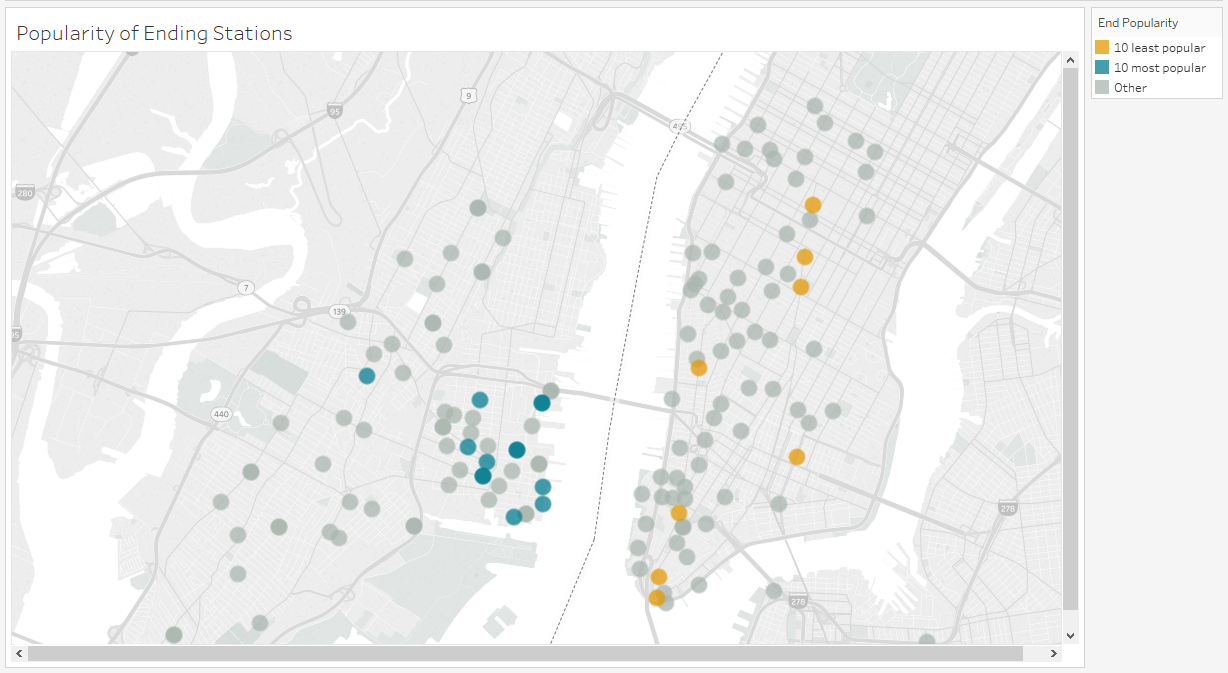 Popularity of Ending Stations
End Popularity
10 least popular
10 most popular
Other
9
95
495
280
7
139
95
440
278
278